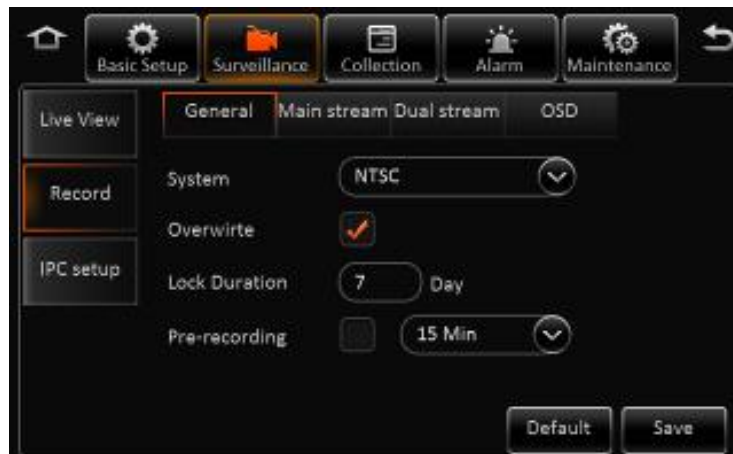 Basic Setup Surveillance Collection Alarm Maintenance
Live View
Record
IPC setup
General Main stream Dual stream OSD
System NTSC
Overwirte
Lock Duration 7 Day
Pre-recording 15 Min
Default Save